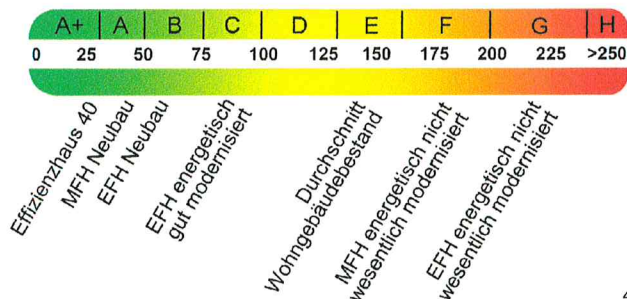 A+ A B C D E F G H
0 25 50 75 100 125 150 175 200 225 >250
Effizienzhaus 40
MFH Neubau
EFH Neubau
EFH energetisch
gut modernisiert
Durchschnitt
Wohngebäudebestand
MFH energetisch nicht
wesentlich modernisiert
EFH energetisch nicht
wesentlich modernisiert